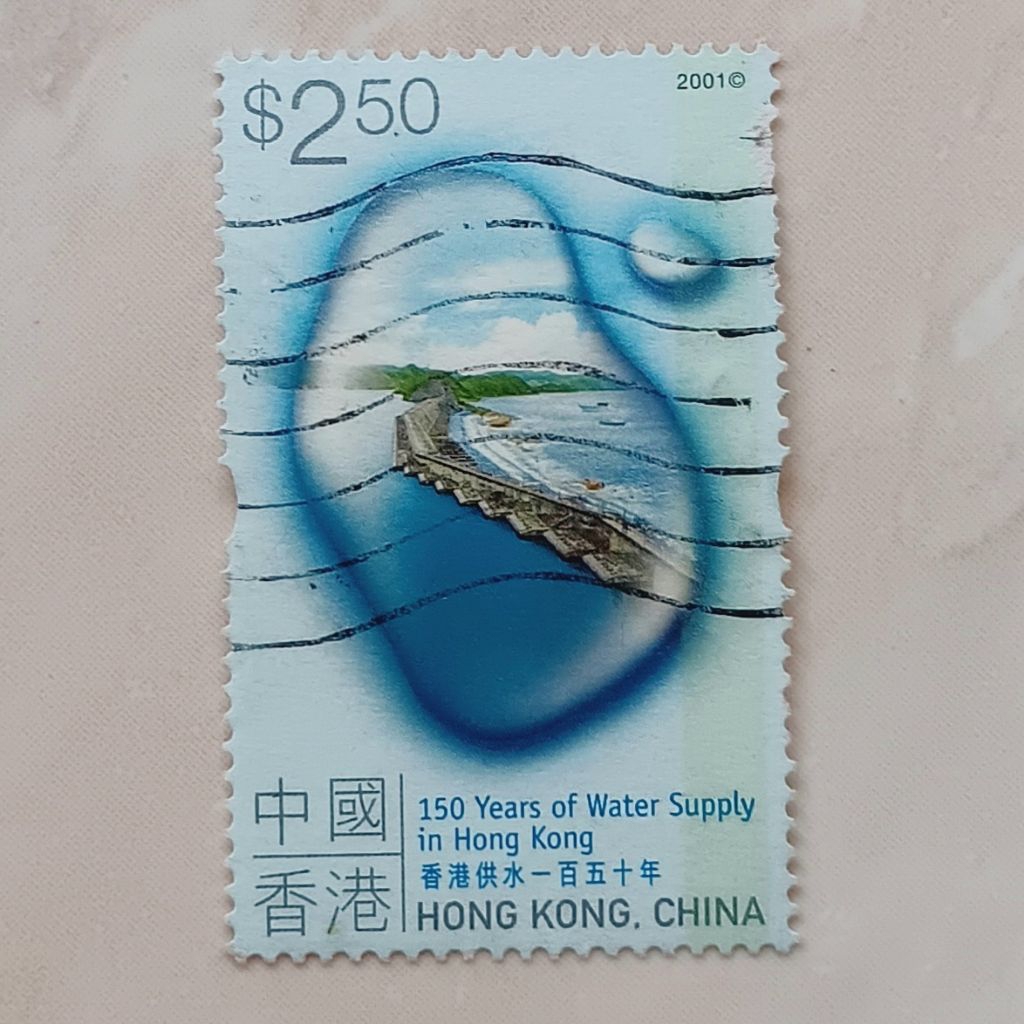 $2.50
2001©
中國
香港
150 Years of Water Supply
in Hong Kong
香港供水一百五十年
HONG KONG, CHINA